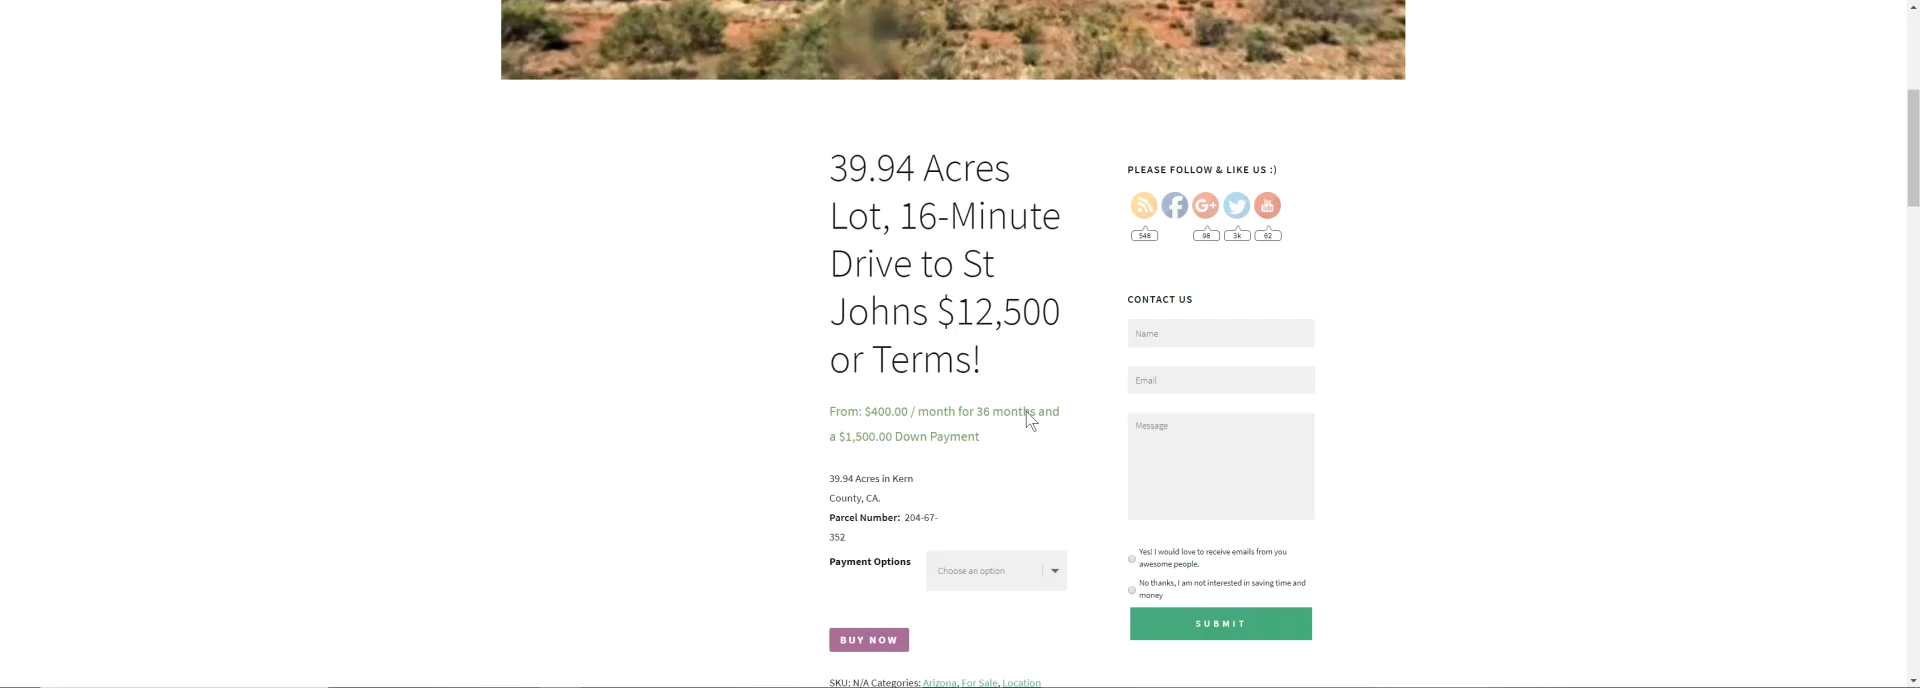 39.94 Acres
Lot, 16-Minute
Drive to St
Johns $12,500
or Terms!
From: $400.00 / month for 36 months and
a $1,500.00 Down Payment
39.94 Acres in Kern
County, CA.
Parcel Number: 204-67-
352
Payment Options
Choose an option
BUY NOW
SKU: N/A Categories: Arizona, For Sale, Location
PLEASE FOLLOW & LIKE US :)
548
98
3k
62
CONTACT US
Name
Email
Message
Yes! I would love to receive emails from you
awesome people.
No thanks, I am not interested in saving time and
money
SUBMIT